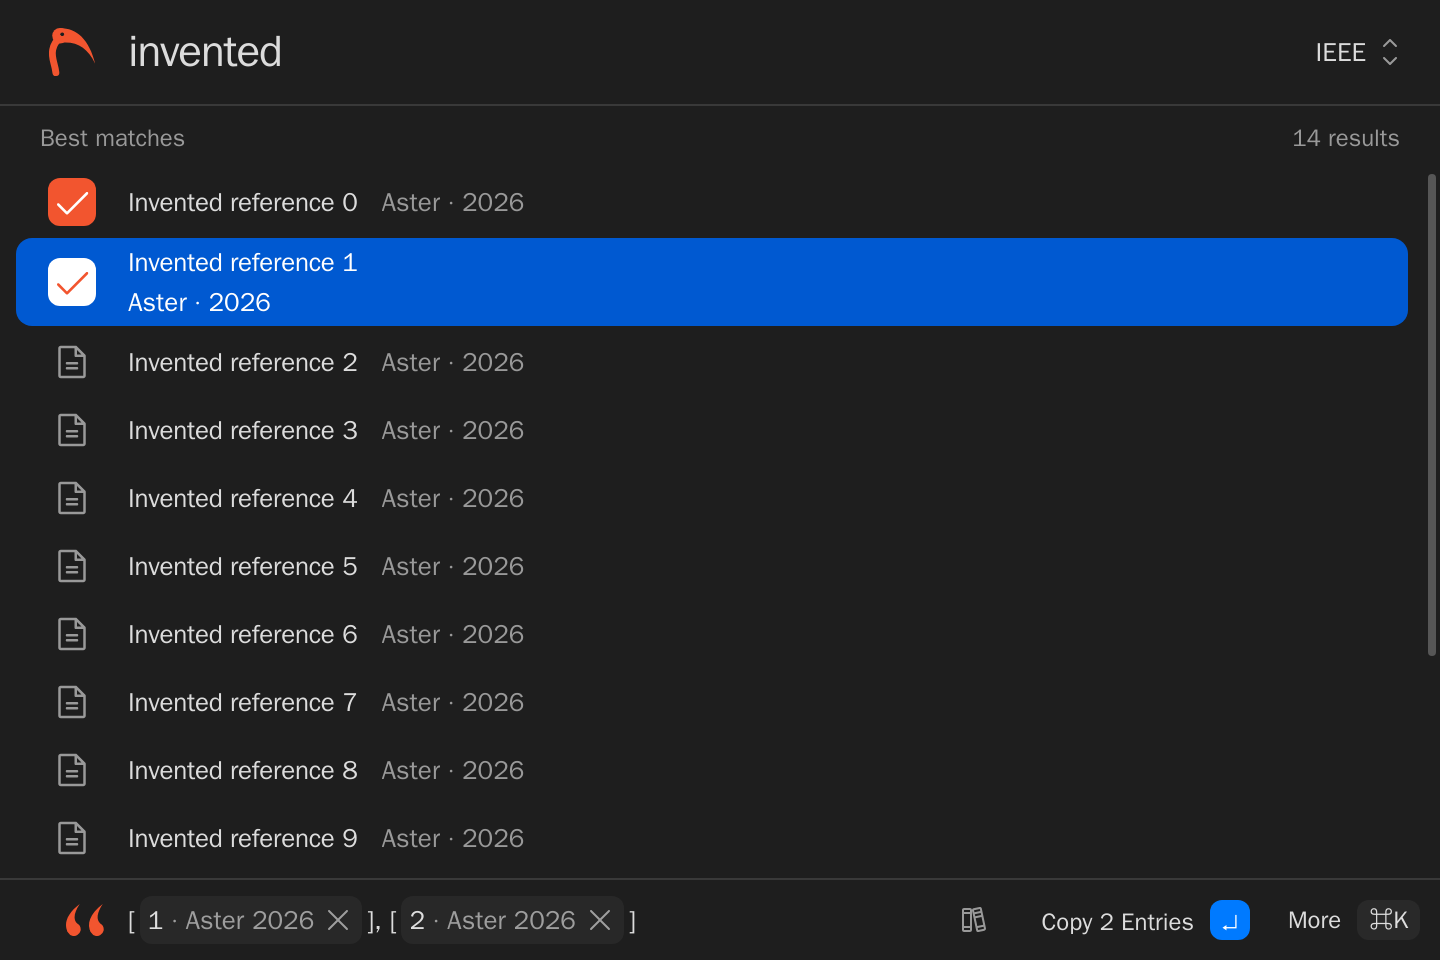 invented
IEEE
Best matches
14 results
Invented reference 0 Aster · 2026
Invented reference 1
Aster · 2026
Invented reference 2 Aster · 2026
Invented reference 3 Aster · 2026
Invented reference 4 Aster · 2026
Invented reference 5 Aster · 2026
Invented reference 6 Aster · 2026
Invented reference 7 Aster · 2026
Invented reference 8 Aster · 2026
Invented reference 9 Aster · 2026
[ 1 · Aster 2026 ], [ 2 · Aster 2026 ]
Copy 2 Entries
More ⌘K